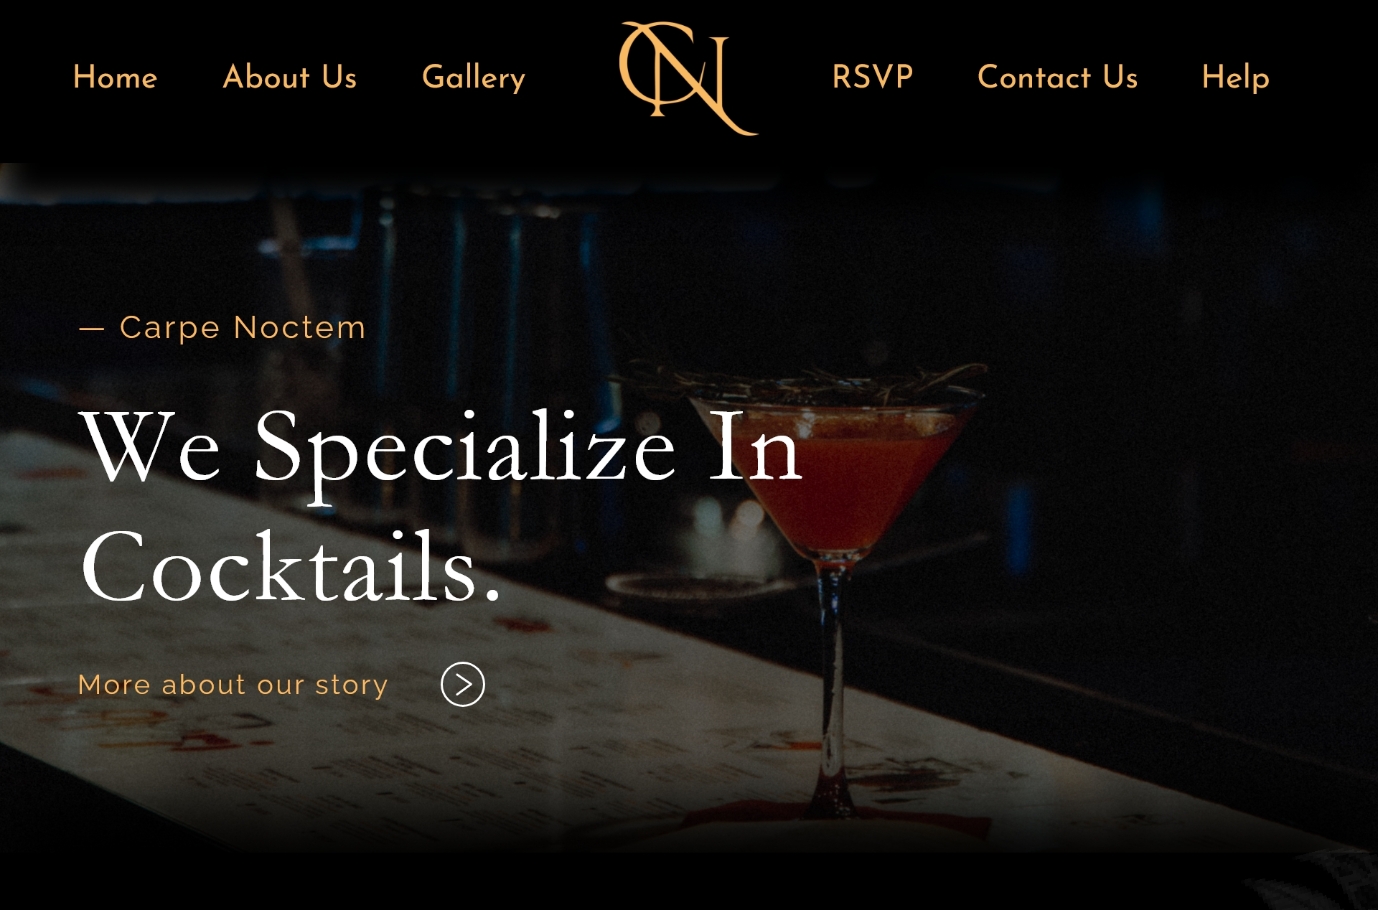 Home About Us Gallery CN RSVP Contact Us Help
— Carpe Noctem
We Specialize In
Cocktails.
More about our story